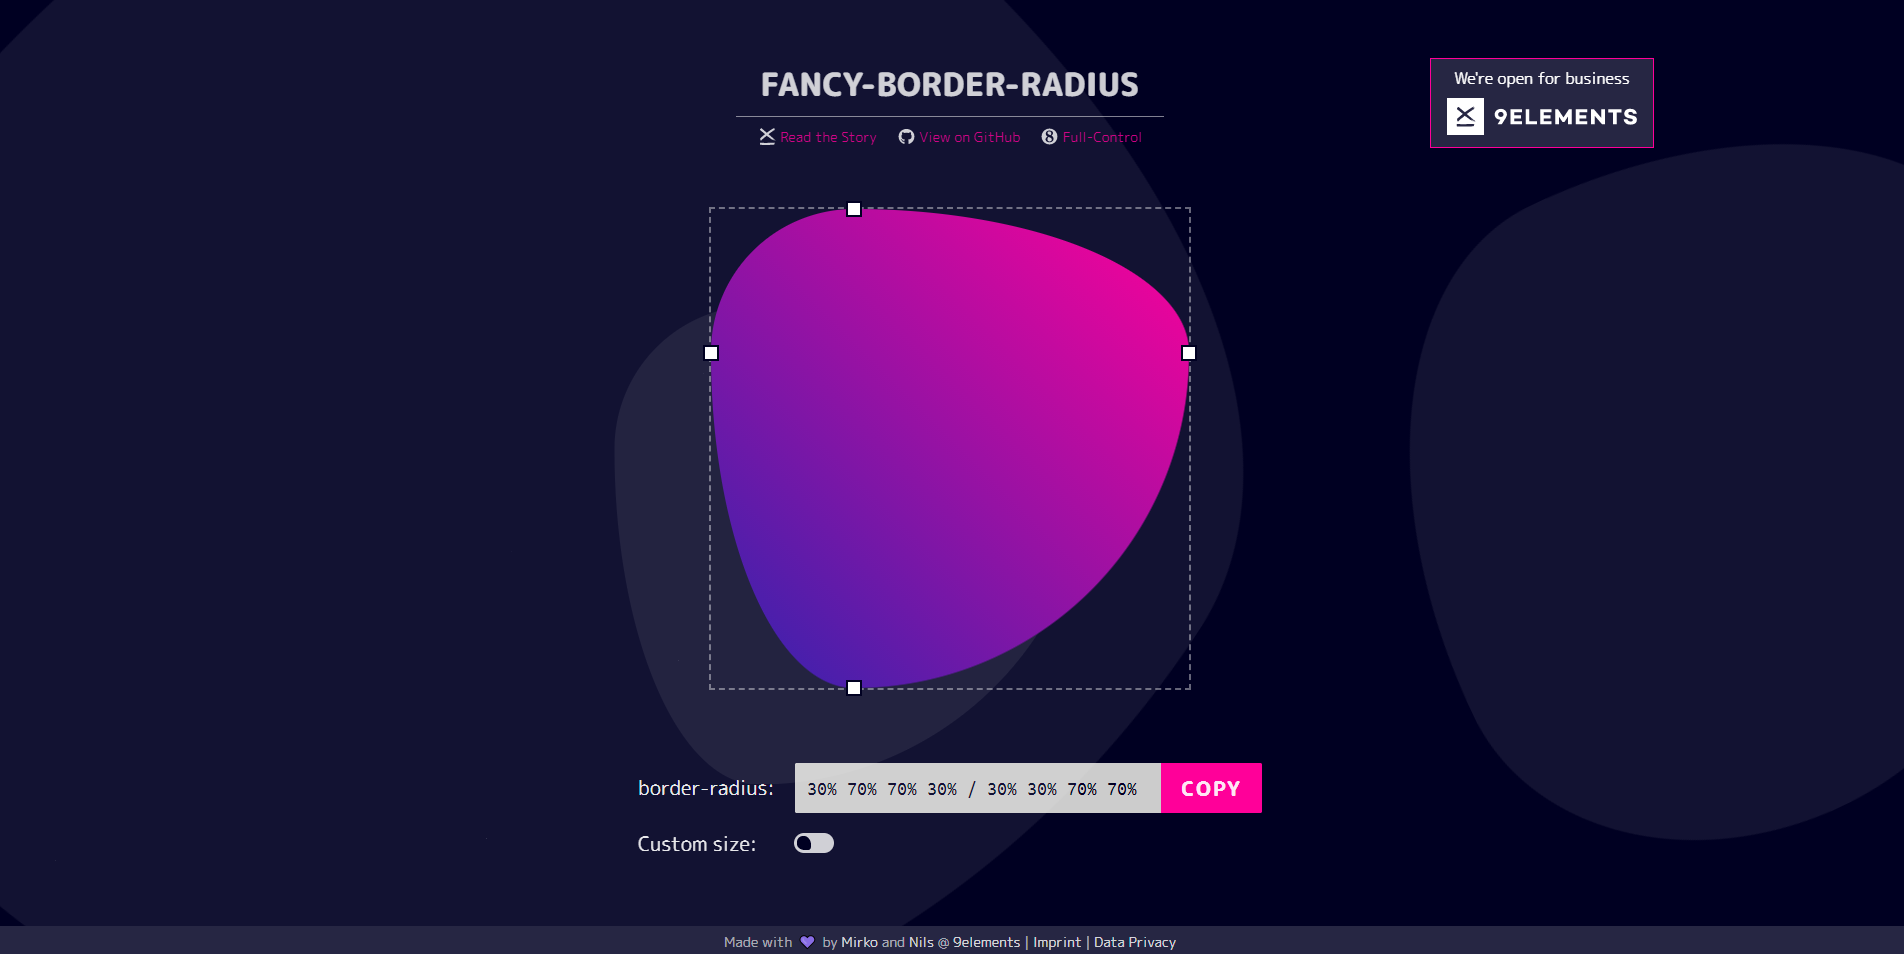 FANCY-BORDER-RADIUS
Read the Story View on GitHub 8 Full-Control
We're open for business
9ELEMENTS
border-radius: 30% 70% 70% 30% / 30% 30% 70% 70% COPY
Custom size:
Made with 💜 by Mirko and Nils @ 9elements | Imprint | Data Privacy